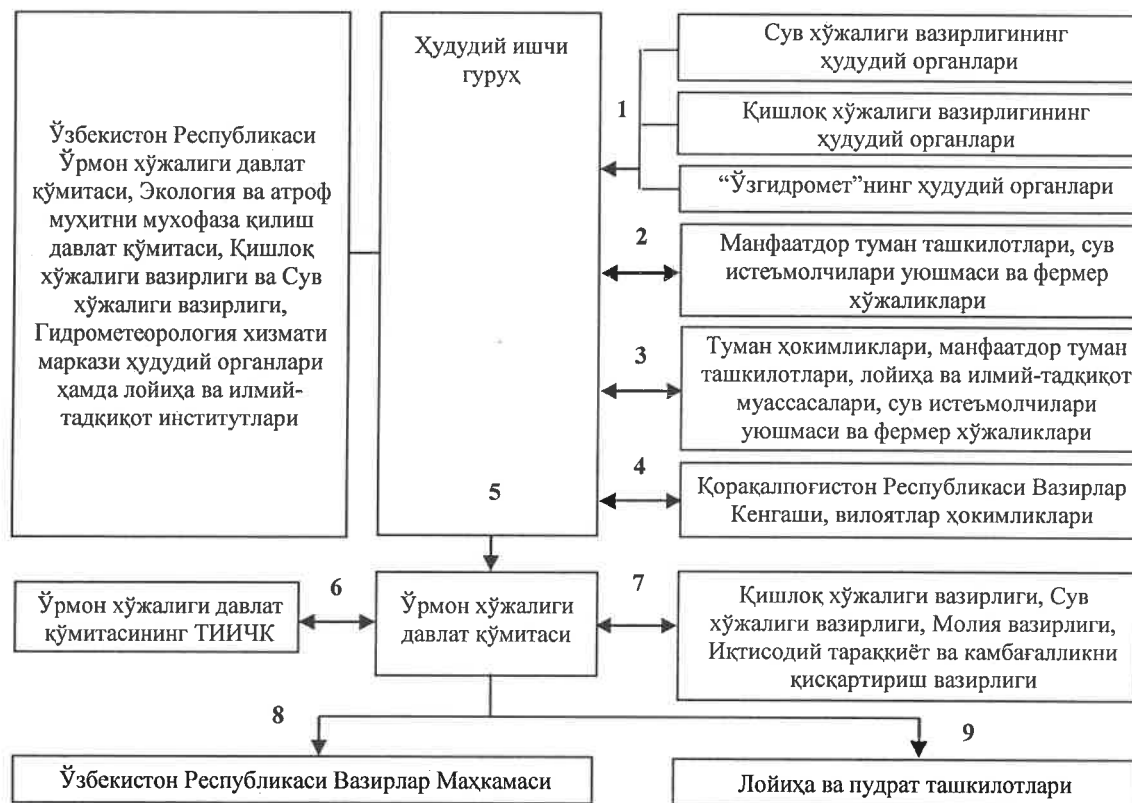 Ўзбекистон Республикаси
Ўрмон хўжалиги давлат
қўмитаси, Экология ва атроф
муҳитни мухофаза қилиш
давлат қўмитаси, Қишлоқ
хўжалиги вазирлиги ва Сув
хўжалиги вазирлиги,
Гидрометеорология хизмати
маркази ҳудудий органлари
ҳамда лойиҳа ва илмий-
тадқиқот институтлари
Ҳудудий ишчи
гуруҳ
1
Сув хўжалиги вазирлигининг
ҳудудий органлари
Қишлоқ хўжалиги вазирлигининг
ҳудудий органлари
“Ўзгидромет”нинг ҳудудий органлари
2
Манфаатдор туман ташкилотлари, сув
истеъмолчилари уюшмаси ва фермер
хўжаликлари
3
Туман ҳокимликлари, манфаатдор туман
ташкилотлари, лойиҳа ва илмий-тадқиқот
муассасалари, сув истеъмолчилари
уюшмаси ва фермер хўжаликлари
4
Қорақалпоғистон Республикаси Вазирлар
Кенгаши, вилоятлар ҳокимликлари
5
Ўрмон хўжалиги давлат
қўмитасининг ТИИЧК
6
Ўрмон хўжалиги
давлат қўмитаси
7
Қишлоқ хўжалиги вазирлиги, Сув
хўжалиги вазирлиги, Молия вазирлиги,
Иқтисодий тараққиёт ва камбағалликни
қисқартириш вазирлиги
8
9
Ўзбекистон Республикаси Вазирлар Маҳкамаси
Лойиҳа ва пудрат ташкилотлари